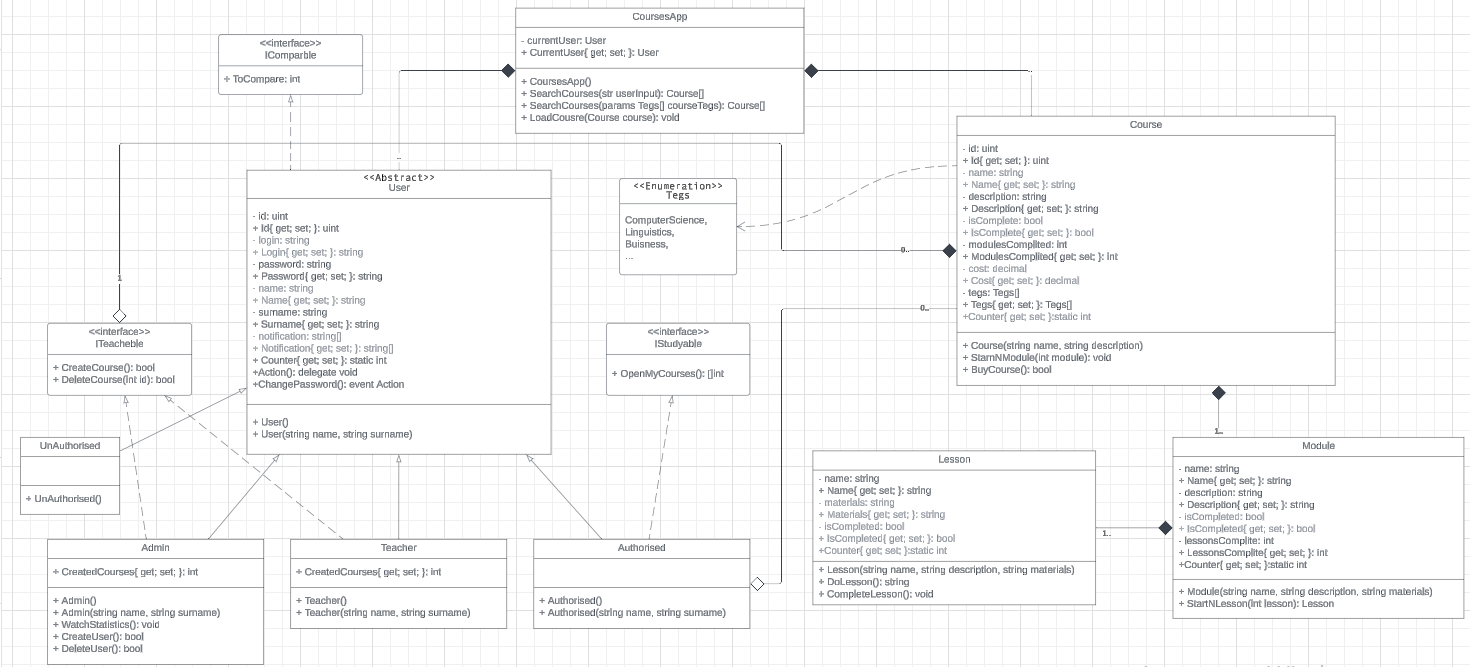 CoursesApp
- currentUser: User
+ CurrentUser{ get; set; }: User
+ CoursesApp()
+ SearchCourses(str userInput): Course[]
+ SearchCourses(params Tegs[] courseTegs): Course[]
+ LoadCousre(Course course): void
<<interface>>
IComparble
+ ToCompare: int
<<Abstract>>
User
- id: uint
+ Id{ get; set; }: uint
- login: string
+ Login{ get; set; }: string
- password: string
+ Password{ get; set; }: string
- name: string
+ Name{ get; set; }: string
- surname: string
+ Surname{ get; set; }: string
- notification: string[]
+ Notification{ get; set; }: string[]
+ Counter{ get; set; }: static int
+Action(): delegate void
+ChangePassword(): event Action
+ User()
+ User(string name, string surname)
<<Enumeration>>
Tegs
ComputerScience,
Linguistics,
Buisness,
...
Course
- id: uint
+ Id{ get; set; }: uint
- name: string
+ Name{ get; set; }: string
- description: string
+ Description{ get; set; }: string
- isComplete: bool
+ IsComplete{ get; set; }: bool
- modulesComplited: int
+ ModulesComplited{ get; set; }: int
- cost: decimal
+ Cost{ get; set; }: decimal
- tegs: Tegs[]
+ Tegs{ get; set; }: Tegs[]
+Counter{ get; set; }:static int
+ Course(string name, string description)
+ StarnNModule(int module): void
+ BuyCourse(): bool
0..
1
0..
<<interface>>
ITeacheble
+ CreateCourse(): bool
+ DeleteCourse(int id): bool
<<interface>>
IStudyable
+ OpenMyCourses(): []int
UnAuthorised
+ UnAuthorised()
1..
Admin
+ CreatedCourses{ get; set; }: int
+ Admin()
+ Admin(string name, string surname)
+ WatchStatistics(): void
+ CreateUser(): bool
+ DeleteUser(): bool
Teacher
+ CreatedCourses{ get; set; }: int
+ Teacher()
+ Teacher(string name, string surname)
Authorised
+ Authorised()
+ Authorised(string name, string surname)
Lesson
- name: string
+ Name{ get; set; }: string
- materials: string
+ Materials{ get; set; }: string
- isCompleted: bool
+ IsCompleted{ get; set; }: bool
+Counter{ get; set; }:static int
+ Lesson(string name, string description, string materials)
+ DoLesson(): string
+ CompleteLesson(): void
1..
Module
- name: string
+ Name{ get; set; }: string
- description: string
+ Description{ get; set; }: string
- isCompleted: bool
+ IsCompleted{ get; set; }: bool
- lessonsComplite: int
+ LessonsComplite{ get; set; }: int
+Counter{ get; set; }:static int
+ Module(string name, string description, string materials)
+ StartNLesson(int lesson): Lesson